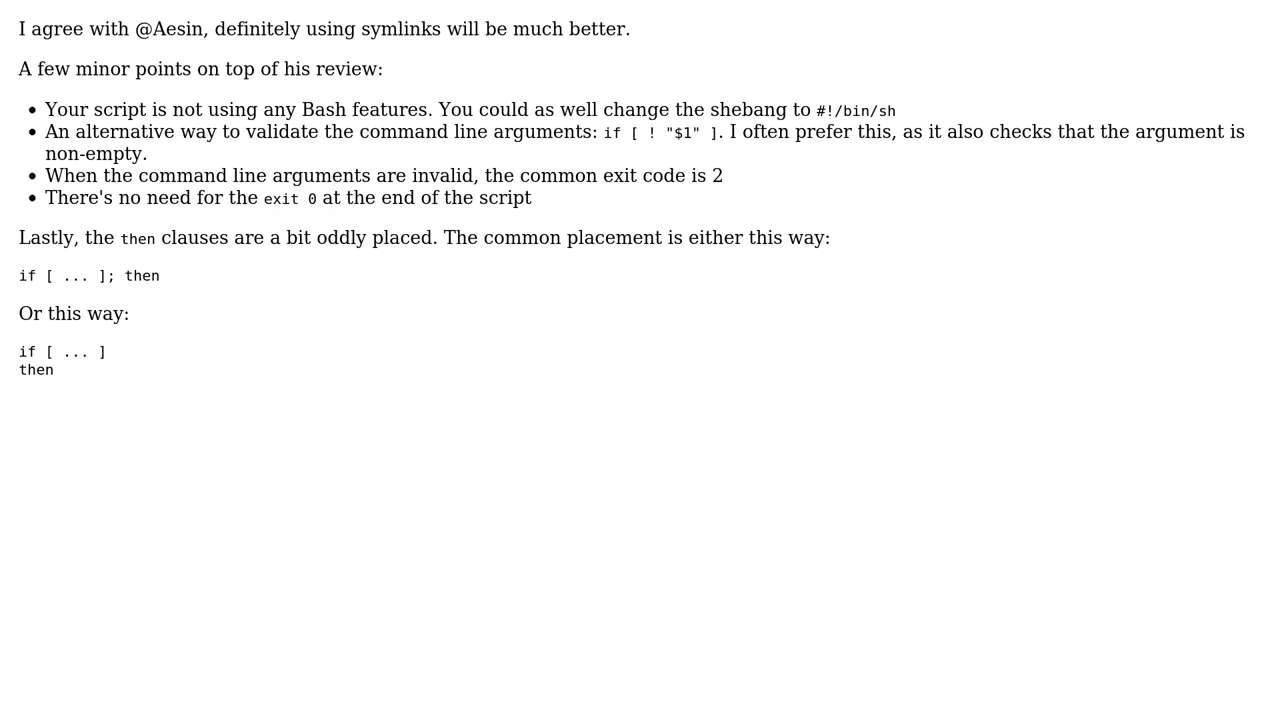 I agree with @Aesin, definitely using symlinks will be much better.
A few minor points on top of his review:
• Your script is not using any Bash features. You could as well change the shebang to #!/bin/sh
• An alternative way to validate the command line arguments: if [ ! "$1" ]. I often prefer this, as it also checks that the argument is
non-empty.
• When the command line arguments are invalid, the common exit code is 2
• There's no need for the exit 0 at the end of the script
Lastly, the then clauses are a bit oddly placed. The common placement is either this way:
if [ ... ]; then
Or this way:
if [ ... ]
then